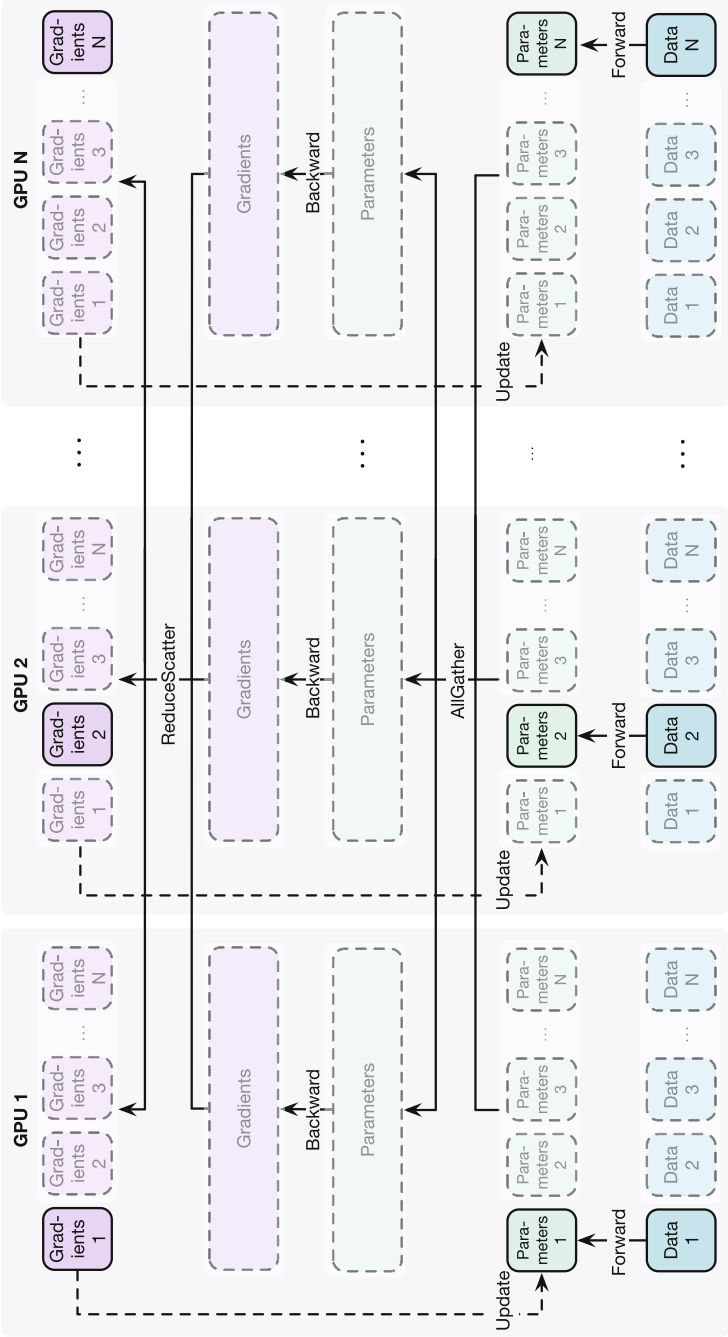 GPU 1
GPU 2
GPU N
Grad-
ients
1
Grad-
ients
2
Grad-
ients
3
...
Grad-
ients
N
Grad-
ients
1
Grad-
ients
2
Grad-
ients
3
...
Grad-
ients
N
...
Grad-
ients
1
Grad-
ients
2
Grad-
ients
3
...
Grad-
ients
N
ReduceScatter
Gradients
Gradients
Gradients
Backward
Backward
Backward
Parameters
Parameters
...
Parameters
AllGather
Update
Update
Update
Para-
meters
1
Para-
meters
2
Para-
meters
3
...
Para-
meters
N
Para-
meters
1
Para-
meters
2
Para-
meters
3
...
Para-
meters
N
...
Para-
meters
1
Para-
meters
2
Para-
meters
3
...
Para-
meters
N
Forward
Forward
Forward
Data
1
Data
2
Data
3
...
Data
N
Data
1
Data
2
Data
3
...
Data
N
...
Data
1
Data
2
Data
3
...
Data
N